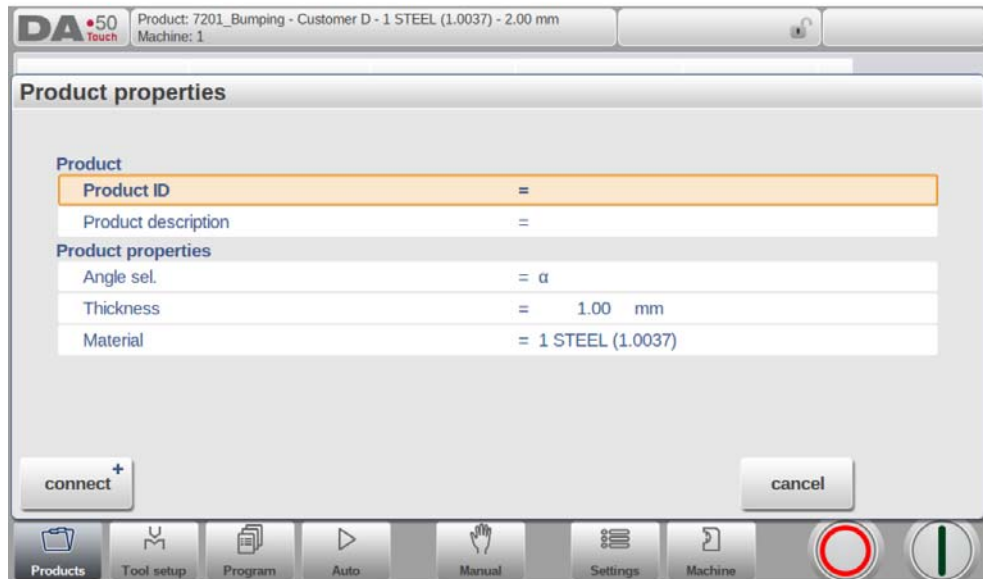 DA•50
Touch
Product: 7201_Bumping - Customer D - 1 STEEL (1.0037) - 2.00 mm
Machine: 1
Product properties
Product
Product ID =
Product description =
Product properties
Angle sel. = α
Thickness = 1.00 mm
Material = 1 STEEL (1.0037)
connect +
cancel
Products Tool setup Program Auto Manual Settings Machine